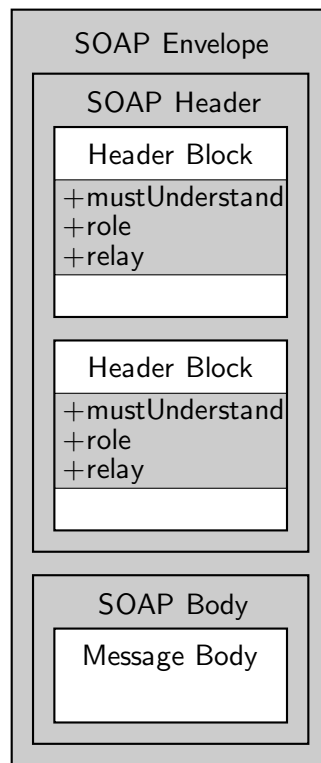 SOAP Envelope
SOAP Header
Header Block
+mustUnderstand
+role
+relay
Header Block
+mustUnderstand
+role
+relay
SOAP Body
Message Body